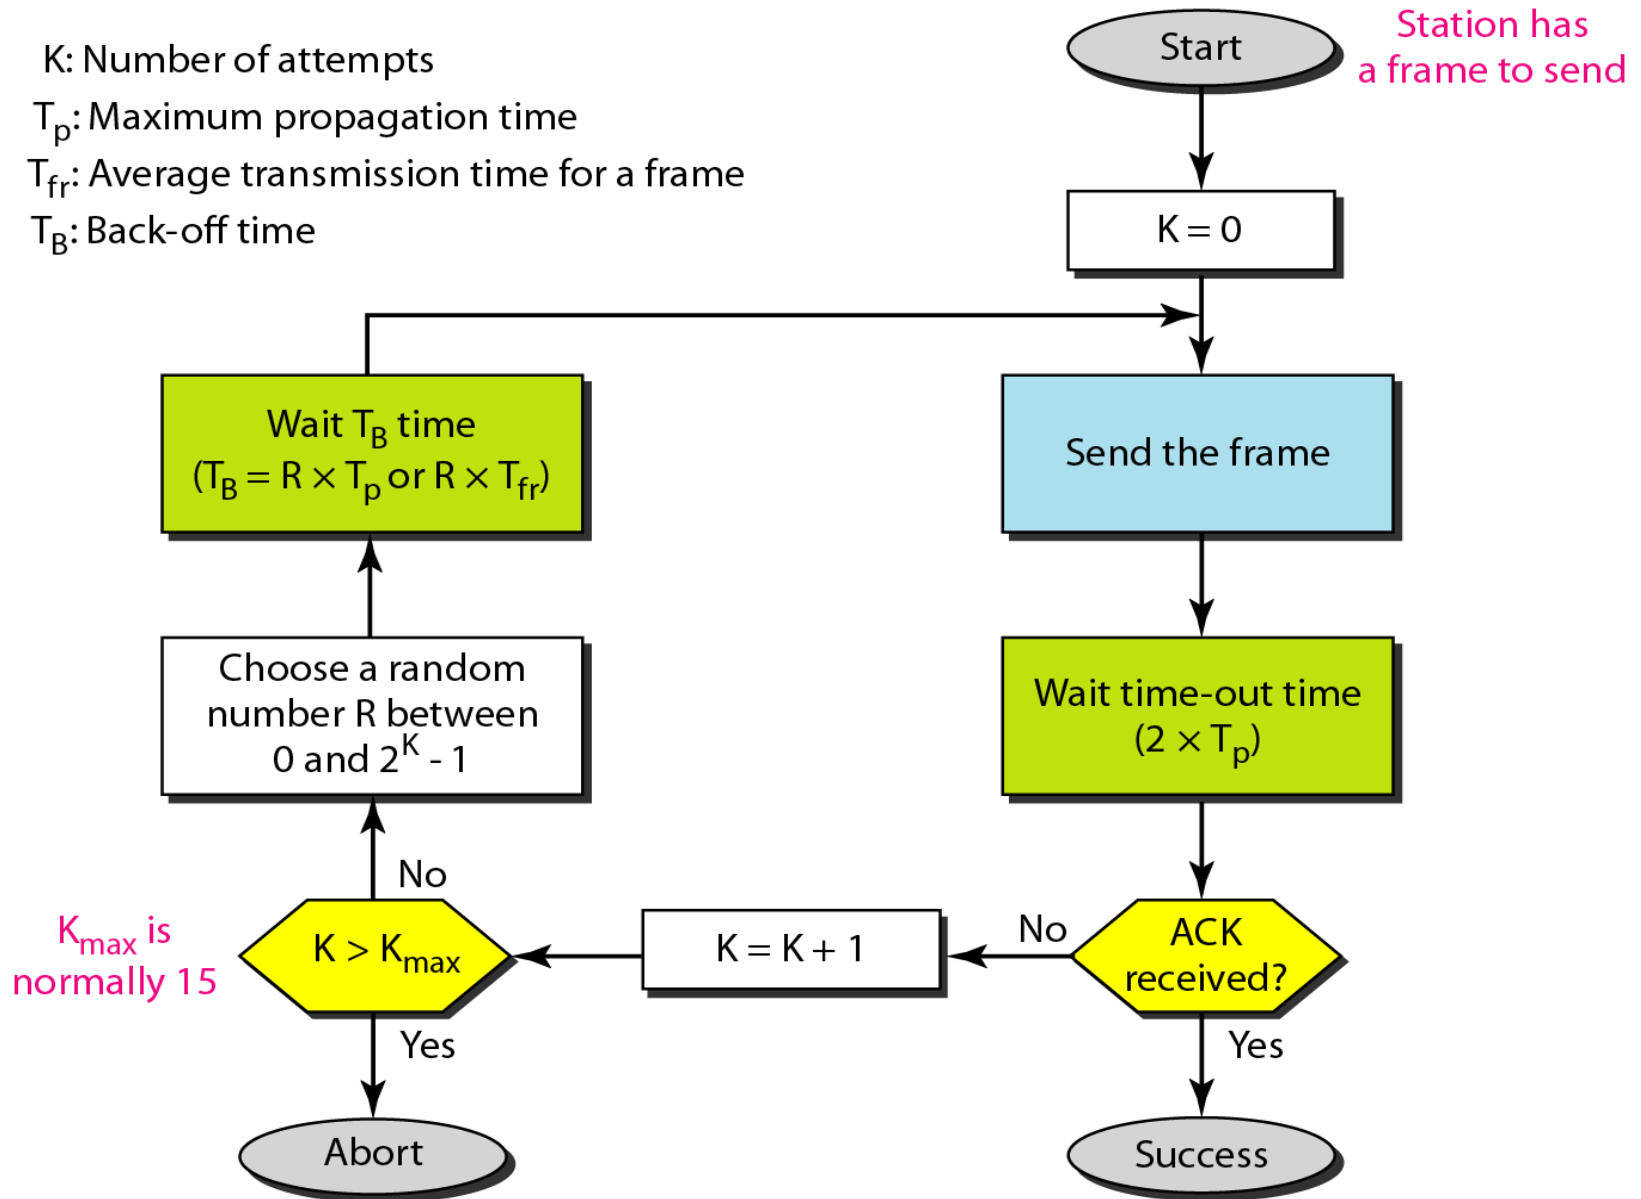 K: Number of attempts
Tp: Maximum propagation time
Tfr: Average transmission time for a frame
TB: Back-off time
Start
Station has
a frame to send
K = 0
Wait TB time
(TB = R × Tp or R × Tfr)
Send the frame
Choose a random
number R between
0 and 2^K - 1
Wait time-out time
(2 × Tp)
No
Kmax is
normally 15
K > Kmax
K = K + 1
No
ACK
received?
Yes
Yes
Abort
Success